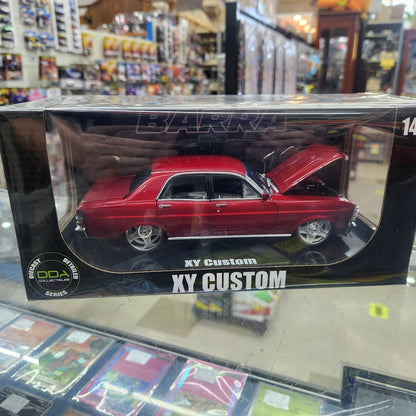 BARRA
14
XY Custom
XY CUSTOM
DIECAST DETAILED
DDA
COLLECTIBLES
SERIES